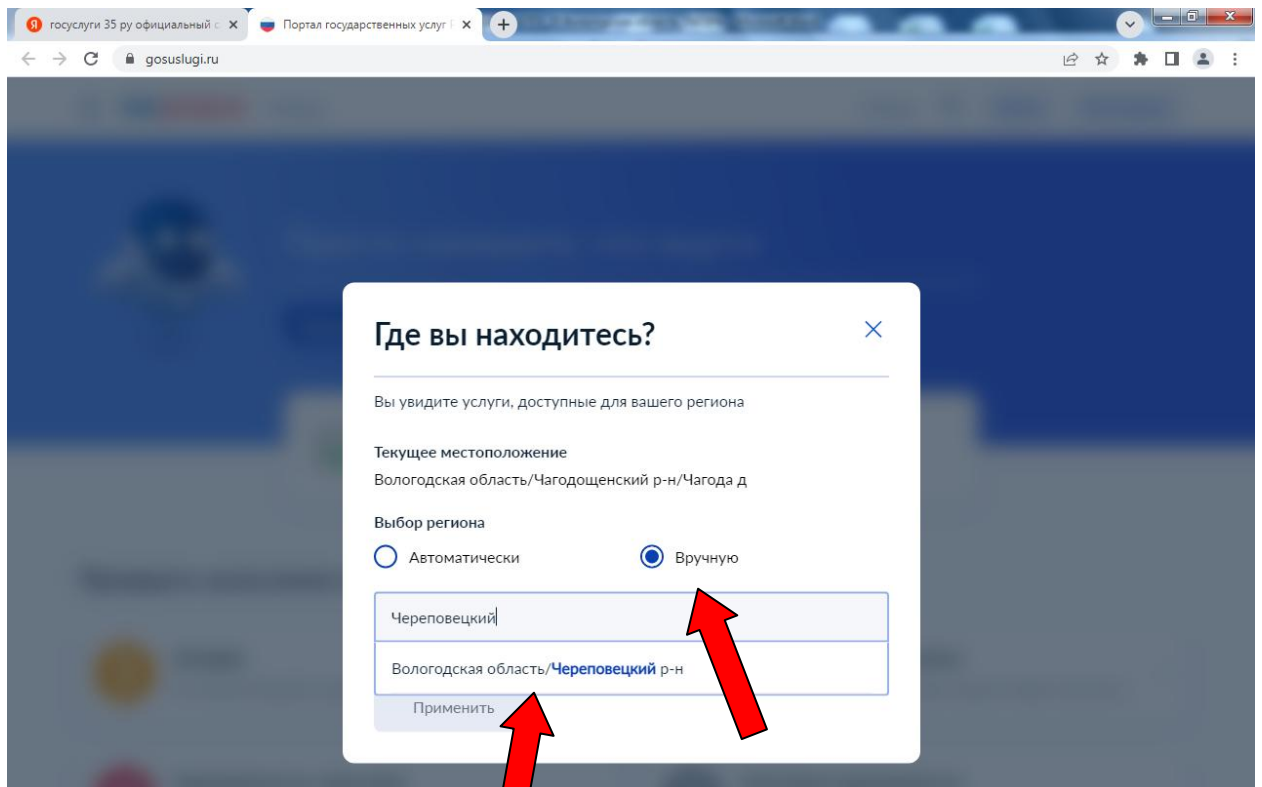 госуслуги 35 ру официальный с
Портал государственных услуг
gosuslugi.ru
Где вы находитесь?
Вы увидите услуги, доступные для вашего региона
Текущее местоположение
Вологодская область/Чагодощенский р-н/Чагода д
Выбор региона
Автоматически Вручную
Череповецкий
Вологодская область/Череповецкий р-н
Применить